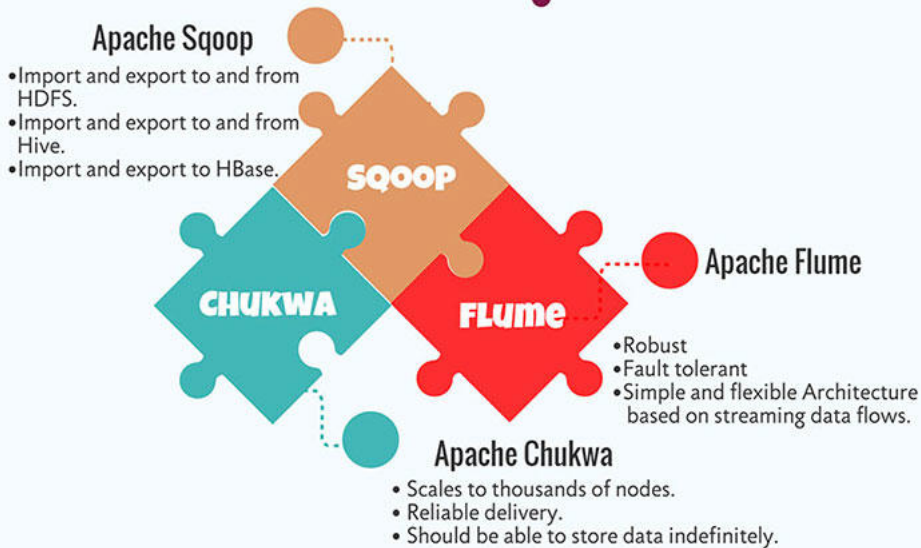 Apache Sqoop
•Import and export to and from
HDFS.
•Import and export to and from
Hive.
•Import and export to HBase.
SQOOP
CHUKWA
FLUME
Apache Flume
•Robust
•Fault tolerant
•Simple and flexible Architecture
based on streaming data flows.
Apache Chukwa
• Scales to thousands of nodes.
• Reliable delivery.
• Should be able to store data indefinitely.